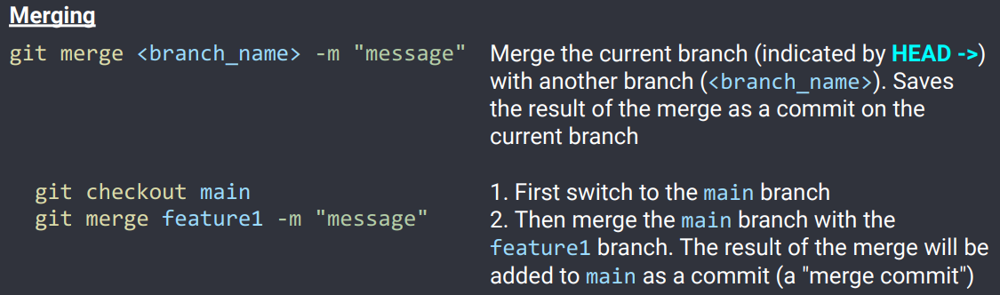 Merging
git merge <branch_name> -m "message"
Merge the current branch (indicated by HEAD ->)
with another branch (<branch_name>). Saves
the result of the merge as a commit on the
current branch
git checkout main
git merge feature1 -m "message"
1. First switch to the main branch
2. Then merge the main branch with the
feature1 branch. The result of the merge will be
added to main as a commit (a "merge commit")